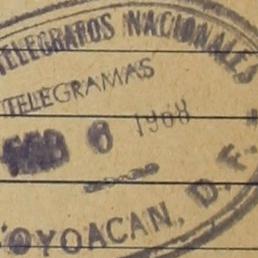 TELEGRAFOS NACIONALES
TELEGRAMAS
6 1968
COYOACAN, D. F.